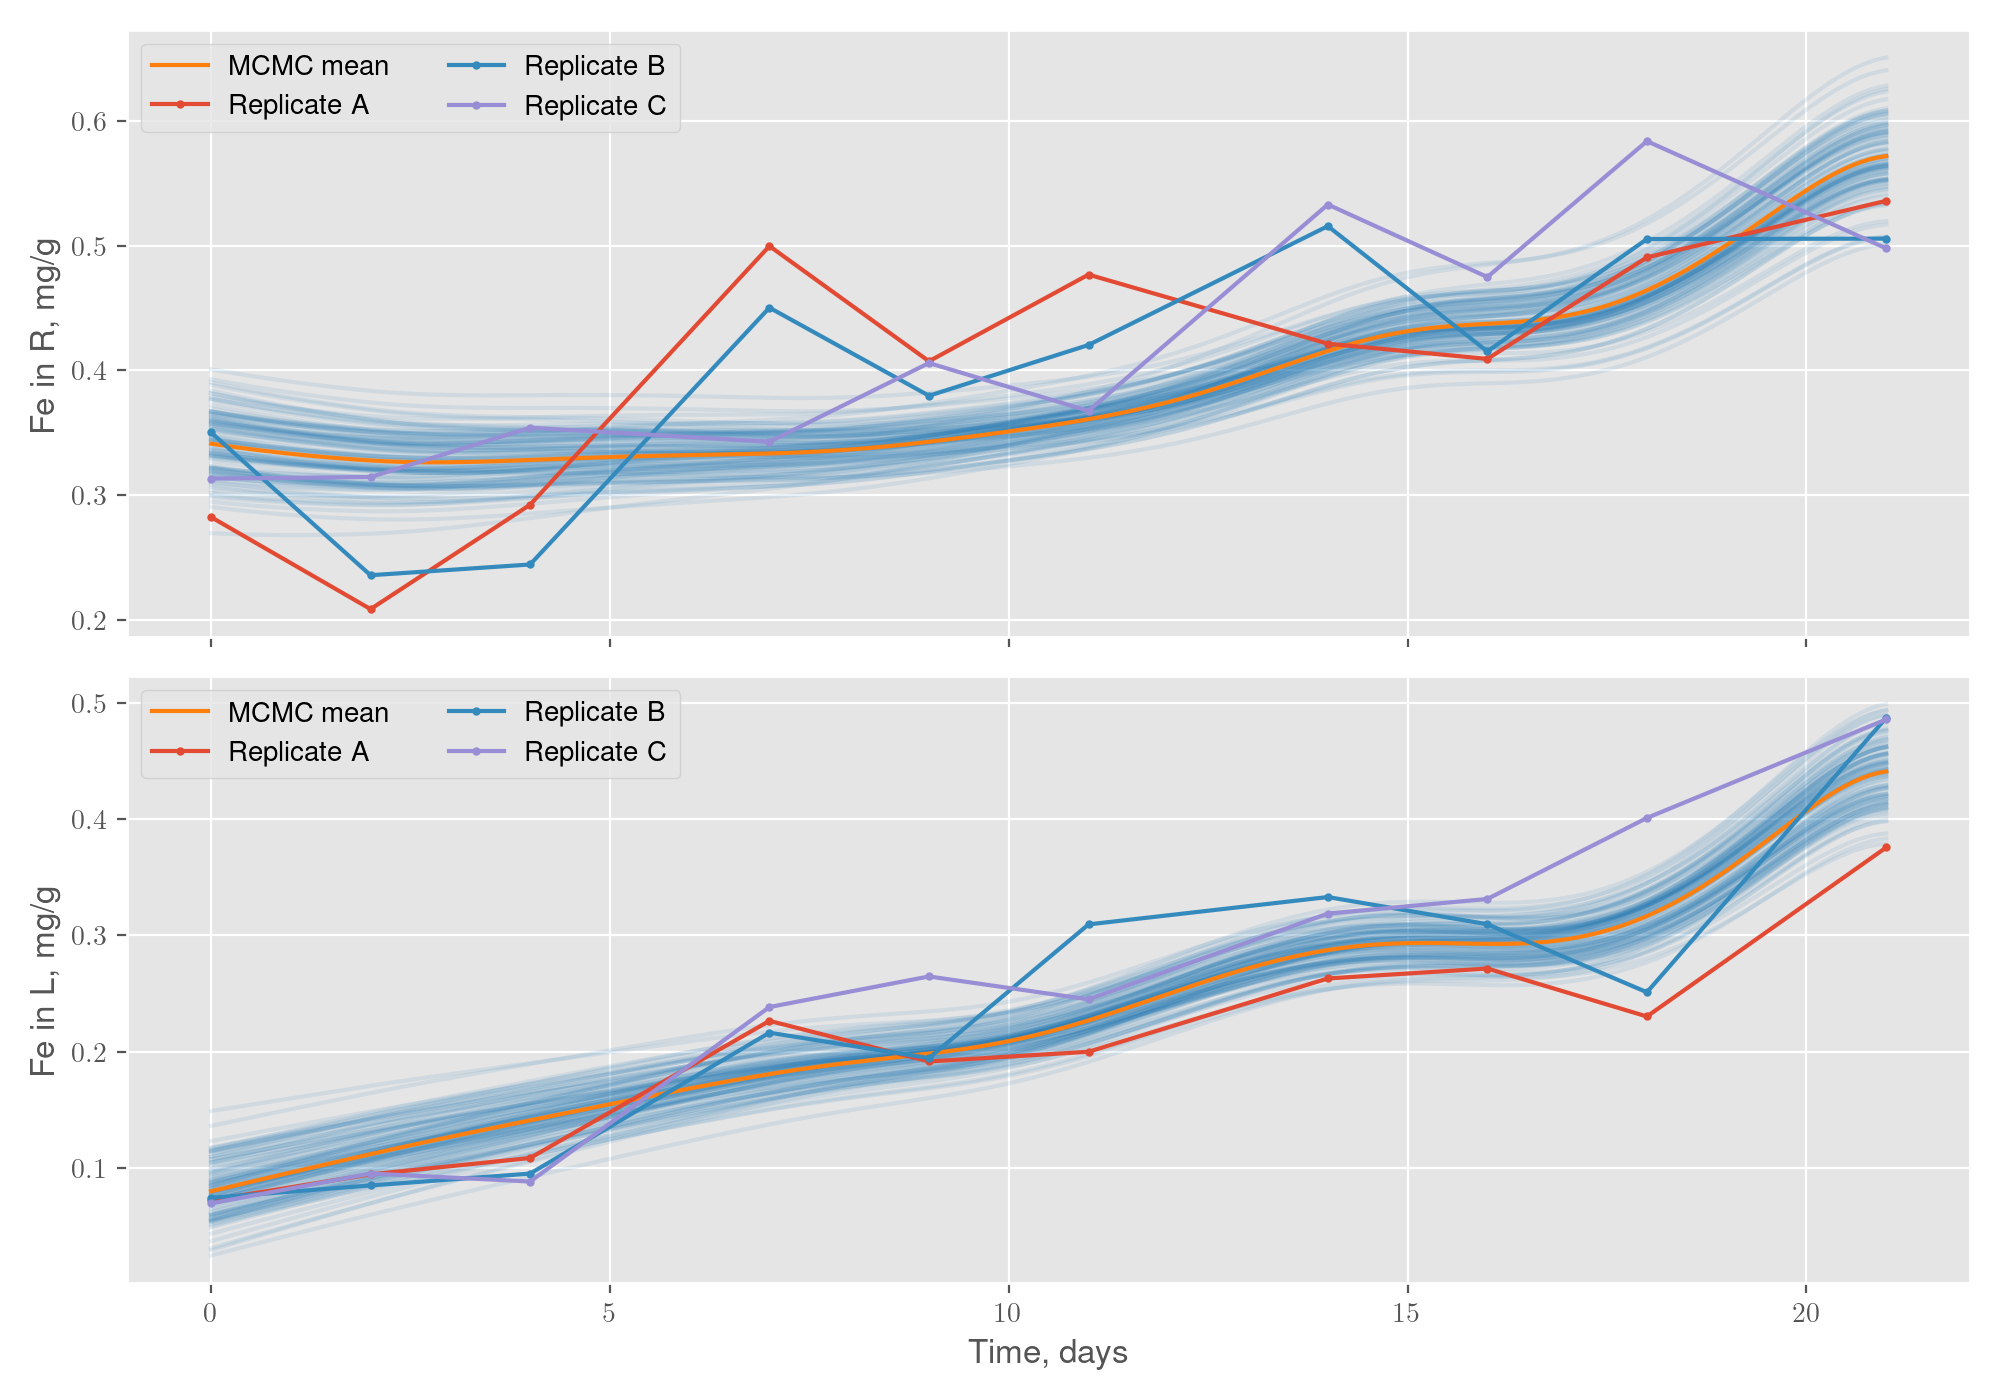 MCMC mean
Replicate A
Replicate B
Replicate C
0.6
0.5
0.4
0.3
0.2
Fe in R, mg/g
MCMC mean
Replicate A
Replicate B
Replicate C
0.5
0.4
0.3
0.2
0.1
Fe in L, mg/g
0 5 10 15 20
Time, days